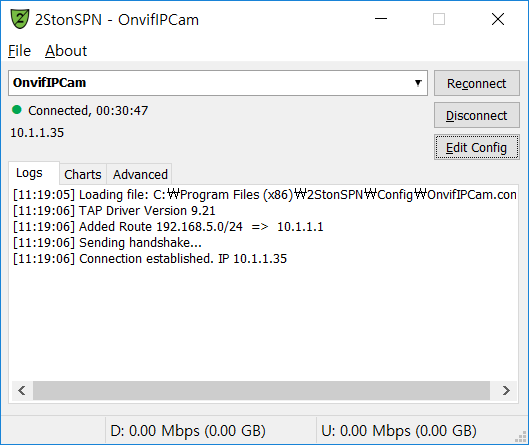 2StonSPN - OnvifIPCam
File About
OnvifIPCam
Reconnect
Connected, 00:30:47
Disconnect
10.1.1.35
Edit Config
Logs Charts Advanced
[11:19:05] Loading file: C:₩Program Files (x86)₩2StonSPN₩Config₩OnvifIPCam.con
[11:19:06] TAP Driver Version 9.21
[11:19:06] Added Route 192.168.5.0/24 => 10.1.1.1
[11:19:06] Sending handshake...
[11:19:06] Connection established. IP 10.1.1.35
D: 0.00 Mbps (0.00 GB) U: 0.00 Mbps (0.00 GB)